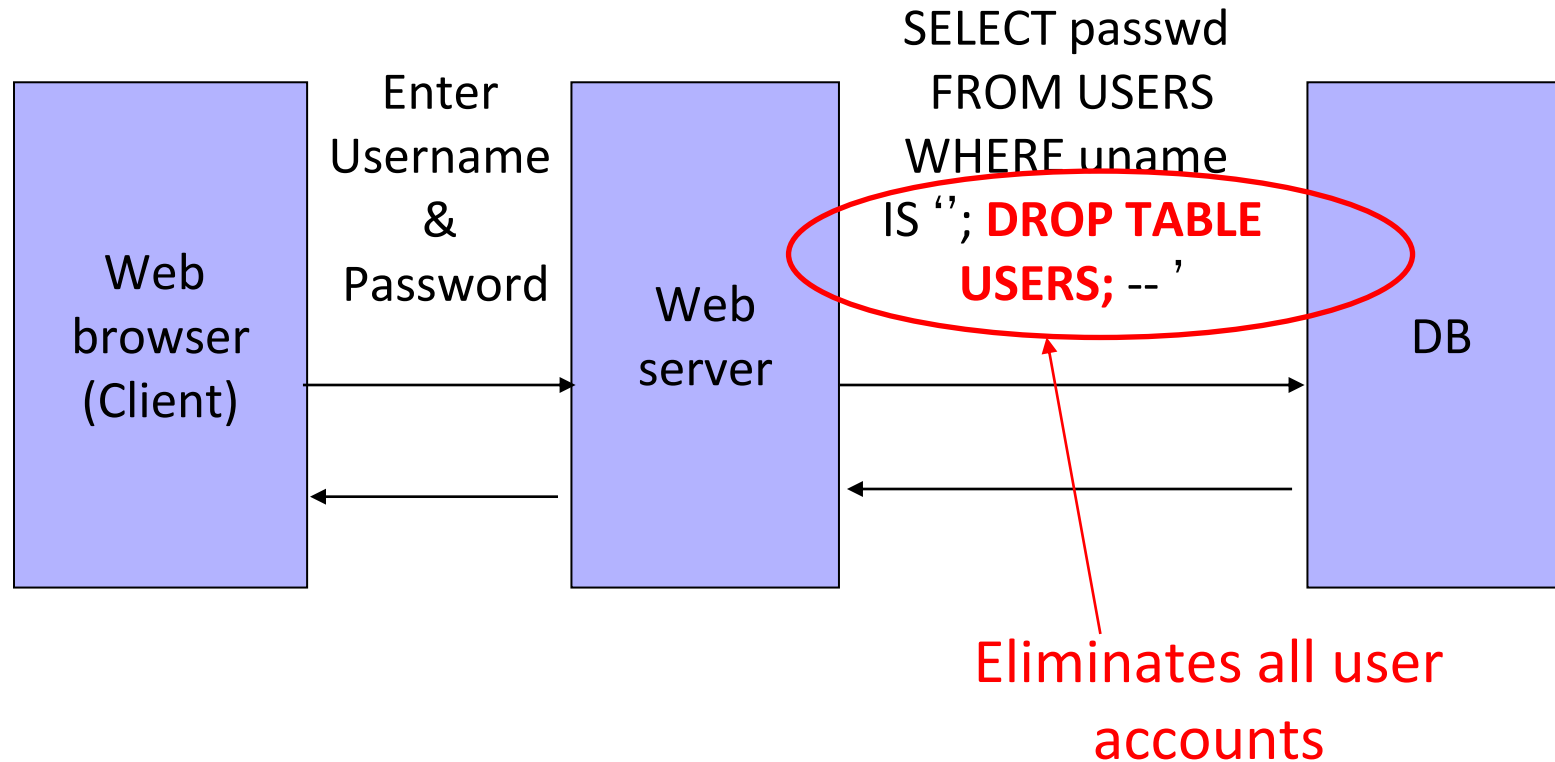 Web
browser
(Client)
Enter
Username
&
Password
Web
server
SELECT passwd
FROM USERS
WHERE uname
IS ‘’; DROP TABLE
USERS; -- ’
DB
Eliminates all user
accounts